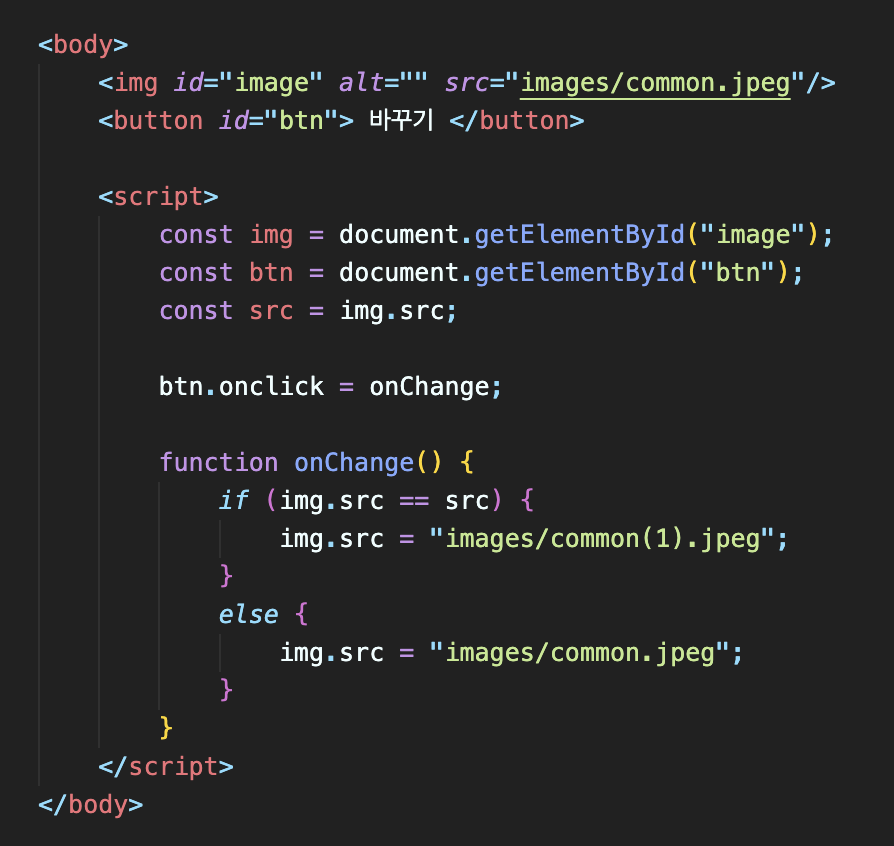 <body>
<img id="image" alt="" src="images/common.jpeg"/>
<button id="btn"> 바꾸기 </button>
<script>
const img = document.getElementById("image");
const btn = document.getElementById("btn");
const src = img.src;
btn.onclick = onChange;
function onChange() {
if (img.src == src) {
img.src = "images/common(1).jpeg";
}
else {
img.src = "images/common.jpeg";
}
}
</script>
</body>